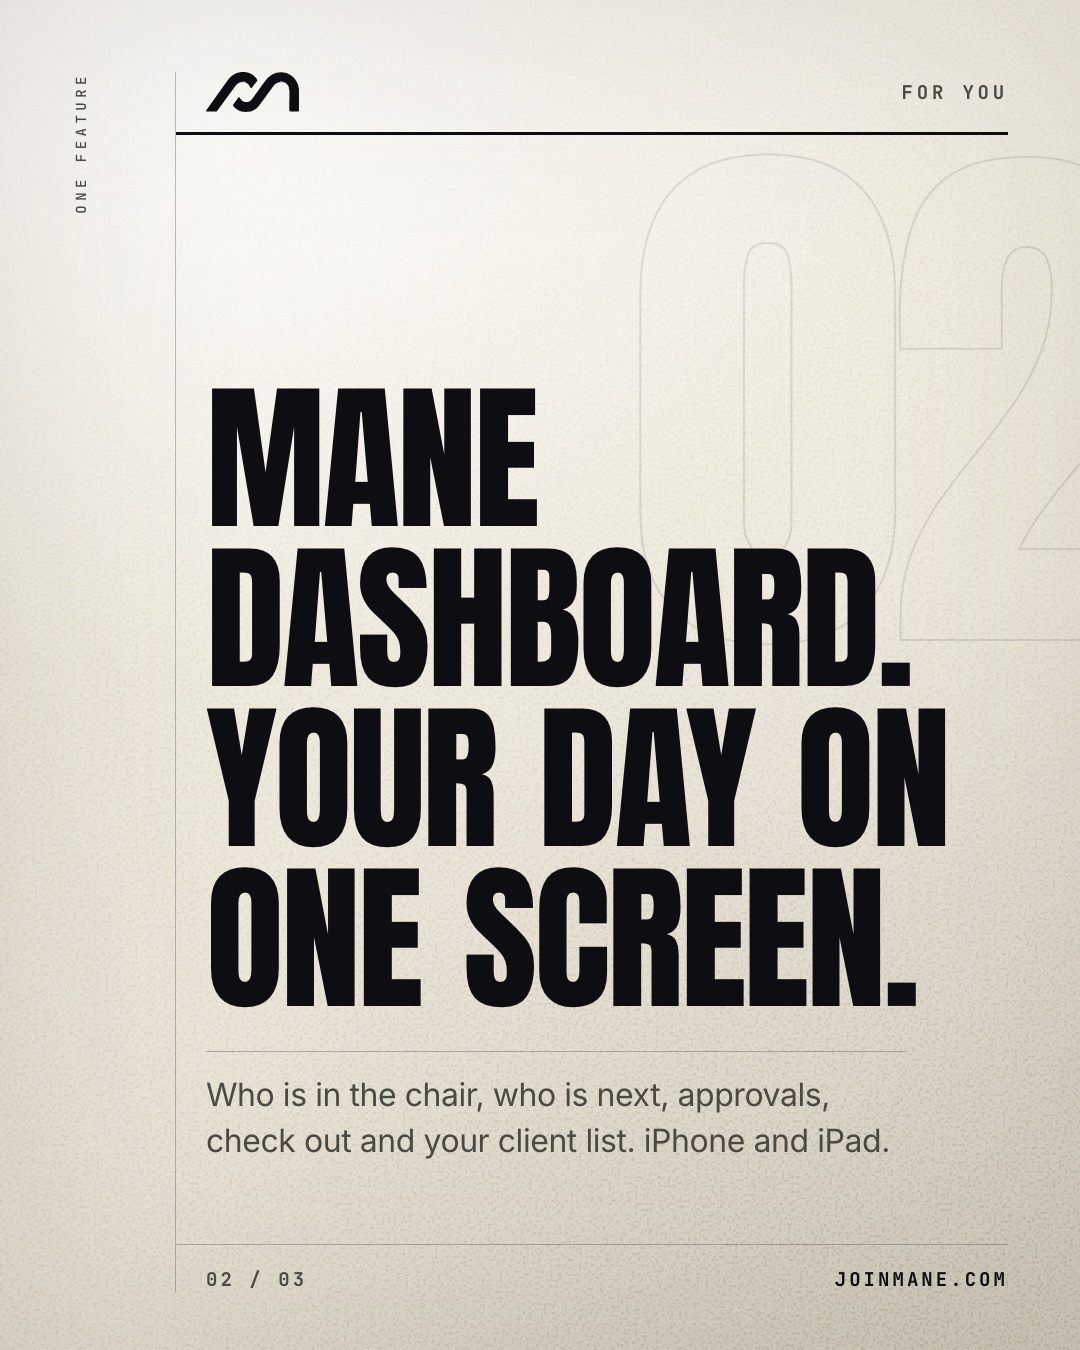 ONE FEATURE
FOR YOU
02
MANE
DASHBOARD.
YOUR DAY ON
ONE SCREEN.
Who is in the chair, who is next, approvals,
check out and your client list. iPhone and iPad.
02 / 03
JOINMANE.COM